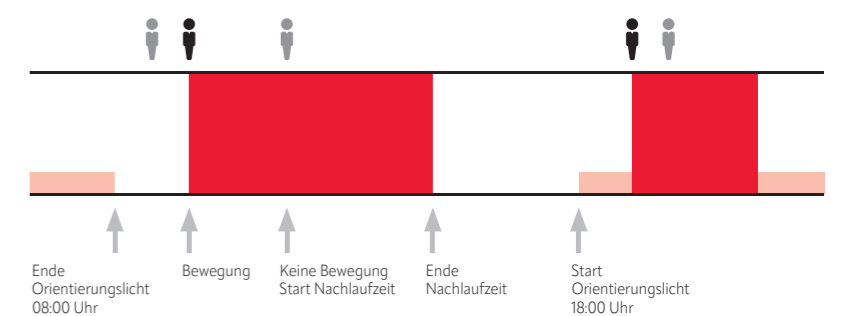 Ende
Orientierungslicht
08:00 Uhr
Bewegung
Keine Bewegung
Start Nachlaufzeit
Ende
Nachlaufzeit
Start
Orientierungslicht
18:00 Uhr